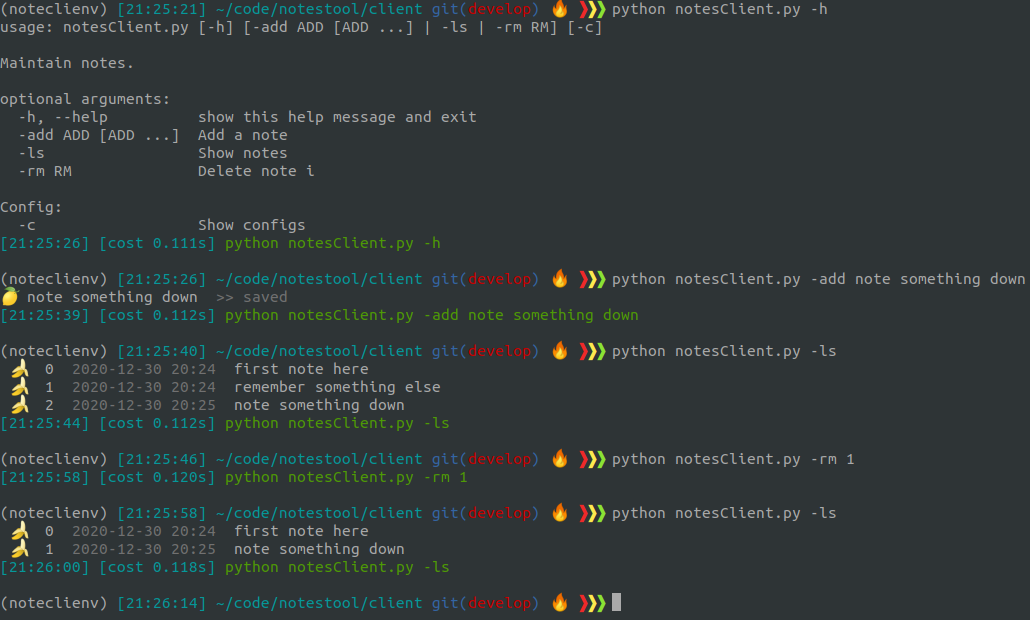 (noteclienv) [21:25:21] ~/code/notestool/client git(develop) 🔥 ❯❯❯ python notesClient.py -h
usage: notesClient.py [-h] [-add ADD [ADD ...] | -ls | -rm RM] [-c]
Maintain notes.
optional arguments:
-h, --help show this help message and exit
-add ADD [ADD ...] Add a note
-ls Show notes
-rm RM Delete note i
Config:
-c Show configs
[21:25:26] [cost 0.111s] python notesClient.py -h
(noteclienv) [21:25:26] ~/code/notestool/client git(develop) 🔥 ❯❯❯ python notesClient.py -add note something down
🍋 note something down >> saved
[21:25:39] [cost 0.112s] python notesClient.py -add note something down
(noteclienv) [21:25:40] ~/code/notestool/client git(develop) 🔥 ❯❯❯ python notesClient.py -ls
🍌 0 2020-12-30 20:24 first note here
🍌 1 2020-12-30 20:24 remember something else
🍌 2 2020-12-30 20:25 note something down
[21:25:44] [cost 0.112s] python notesClient.py -ls
(noteclienv) [21:25:46] ~/code/notestool/client git(develop) 🔥 ❯❯❯ python notesClient.py -rm 1
[21:25:58] [cost 0.120s] python notesClient.py -rm 1
(noteclienv) [21:25:58] ~/code/notestool/client git(develop) 🔥 ❯❯❯ python notesClient.py -ls
🍌 0 2020-12-30 20:24 first note here
🍌 1 2020-12-30 20:25 note something down
[21:26:00] [cost 0.118s] python notesClient.py -ls
(noteclienv) [21:26:14] ~/code/notestool/client git(develop) 🔥 ❯❯❯